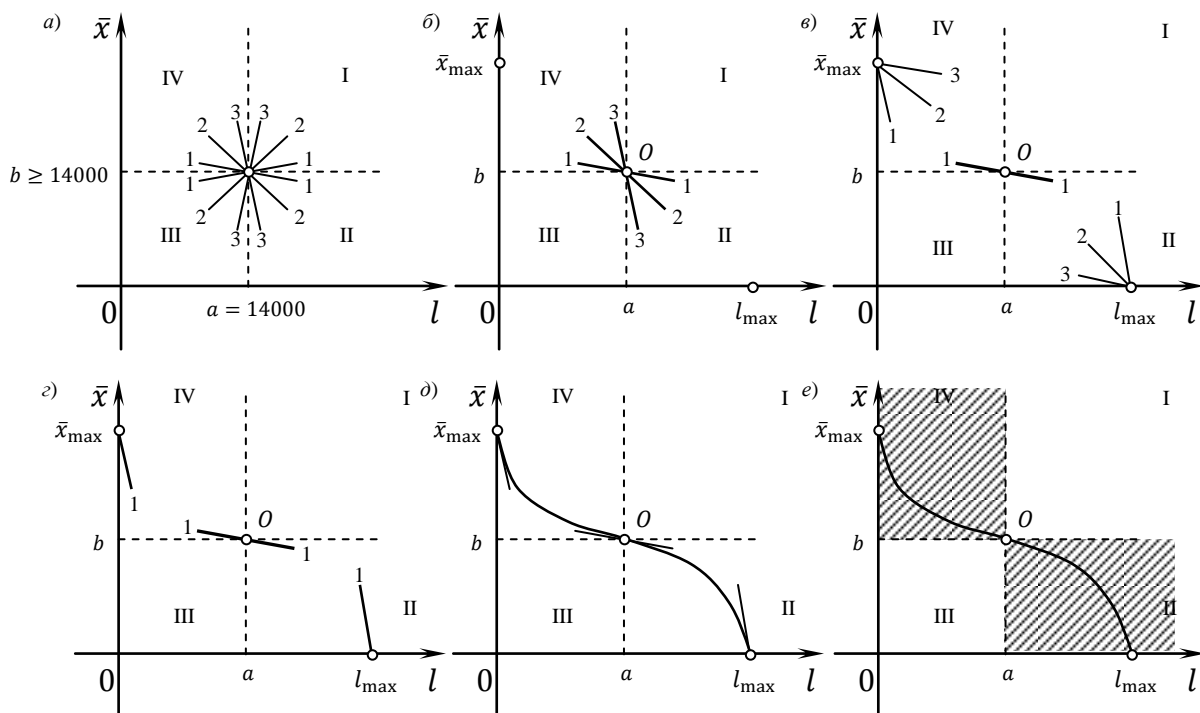 а)
x̄
IV
I
3 3
2 2
1 1
b ≥ 14000
1 1
2 2
3 3
III
II
0
a = 14000
l
б)
x̄
x̄max
IV
I
3
2
1
O
b
1
2
3
III
II
0
a
lmax
l
в)
x̄
IV
I
x̄max
3
2
1
1
O
b
1
1
2
3
III
II
0
a
lmax
l
г)
x̄
IV
I
x̄max
1
1
O
b
1
1
III
II
0
a
lmax
l
д)
x̄
IV
I
x̄max
O
b
III
II
0
a
lmax
l
е)
x̄
IV
I
x̄max
O
b
III
II
0
a
lmax
l